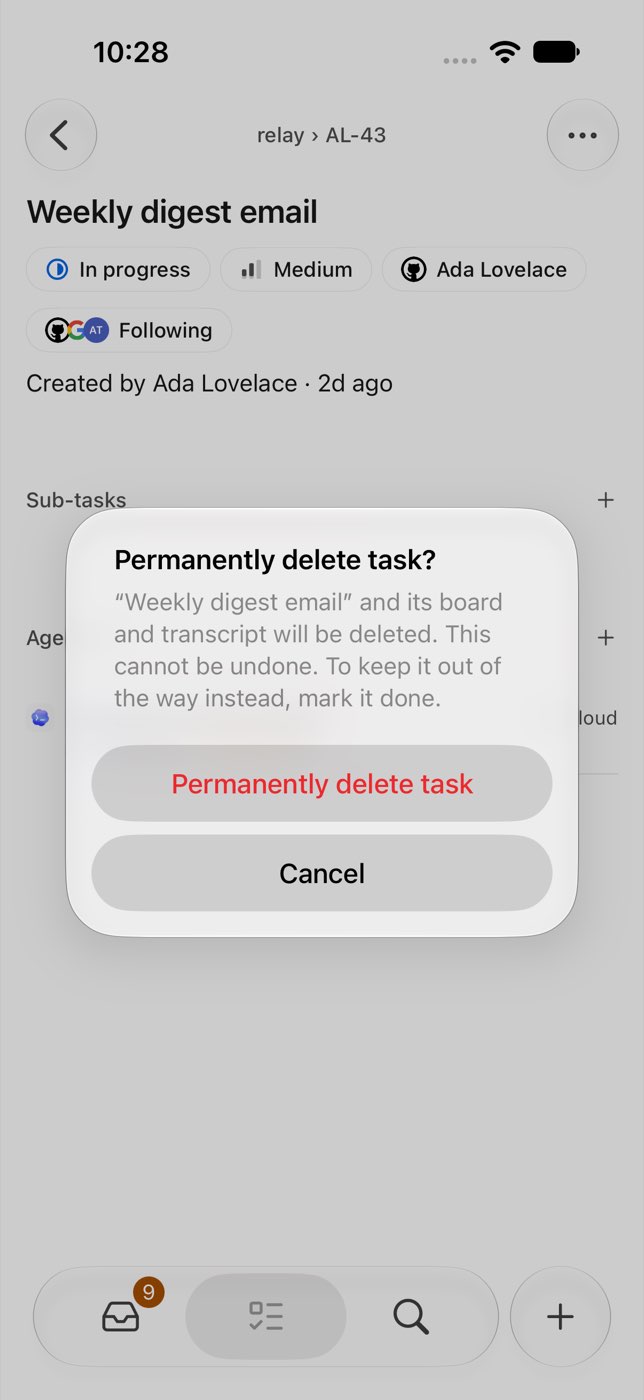 10:28
relay › AL-43
Weekly digest email
In progress
Medium
Ada Lovelace
AT
Following
Created by Ada Lovelace · 2d ago
Sub-tasks
Permanently delete task?
“Weekly digest email” and its board
and transcript will be deleted. This
cannot be undone. To keep it out of
the way instead, mark it done.
Age
loud
Permanently delete task
Cancel
9